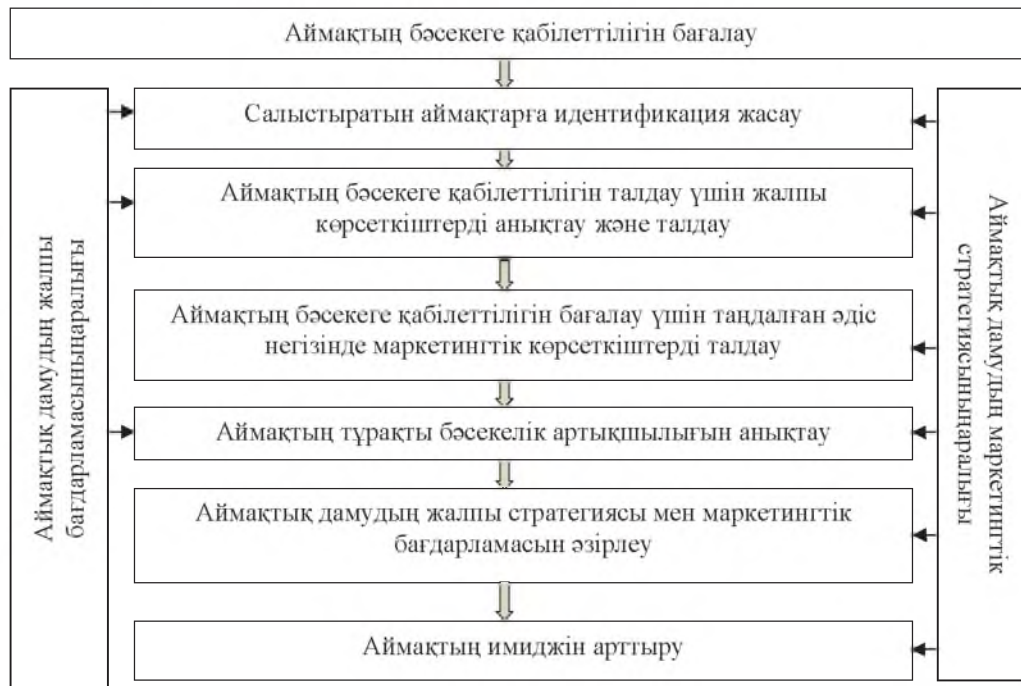 Аймақтың бәсекеге қабілеттілігін бағалау
Салыстыратын аймақтарға идентификация жасау
Аймақтың бәсекеге қабілеттілігін талдау үшін жалпы
көрсеткіштерді анықтау және талдау
Аймақтың бәсекеге қабілеттілігін бағалау үшін таңдалған әдіс
негізінде маркетингтік көрсеткіштерді талдау
Аймақтың тұрақты бәсекелік артықшылығын анықтау
Аймақтық дамудың жалпы стратегиясы мен маркетингтік
бағдарламасын әзірлеу
Аймақтың имиджін арттыру
Аймақтық дамудың жалпы
бағдарламасыныңаралығы
Аймақтық дамудың маркетингтік
стратегиясыныңаралығы